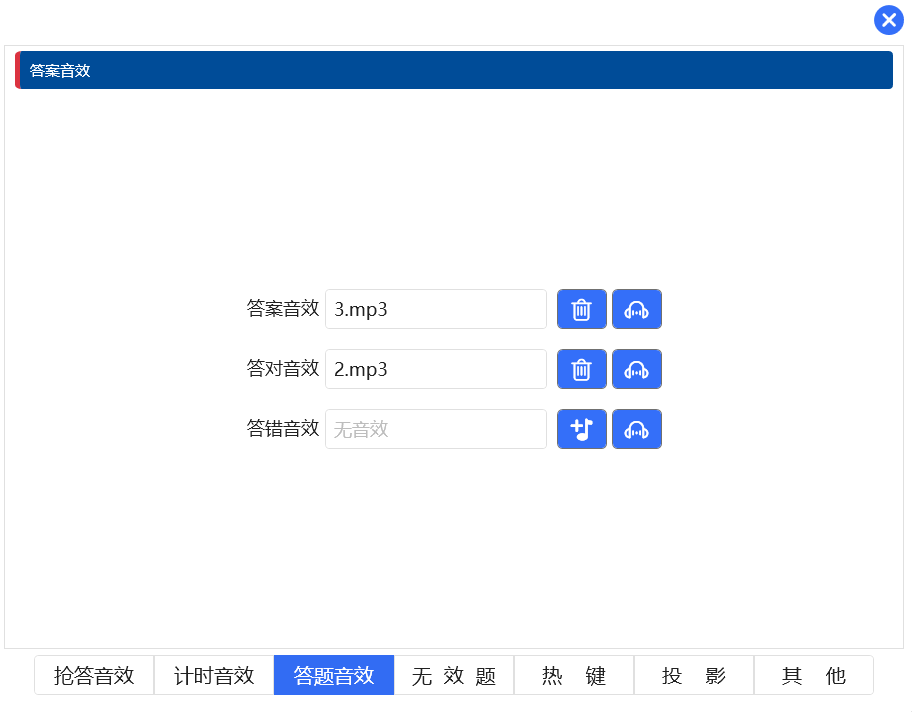 答案音效
答案音效 3.mp3
答对音效 2.mp3
答错音效 无音效
抢答音效 计时音效 答题音效 无效题 热键 投影 其他